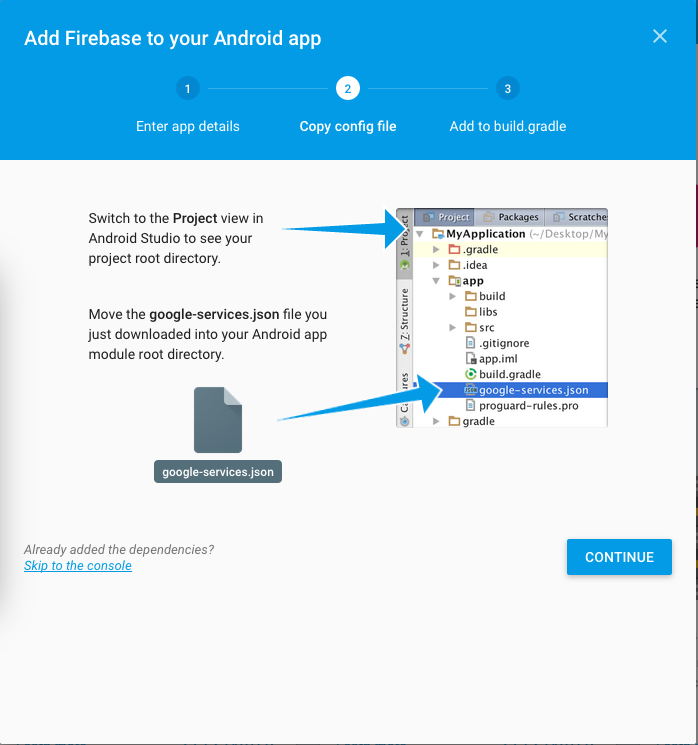 Add Firebase to your Android app
1
2
3
Enter app details
Copy config file
Add to build.gradle
Switch to the Project view in
Android Studio to see your
project root directory.
Move the google-services.json file you
just downloaded into your Android app
module root directory.
google-services.json
Project
Packages
Scratches
1: Project
Z: Structure
MyApplication (~/Desktop/My
.gradle
.idea
app
build
libs
src
.gitignore
app.iml
build.gradle
google-services.json
proguard-rules.pro
gradle
Already added the dependencies?
Skip to the console
CONTINUE